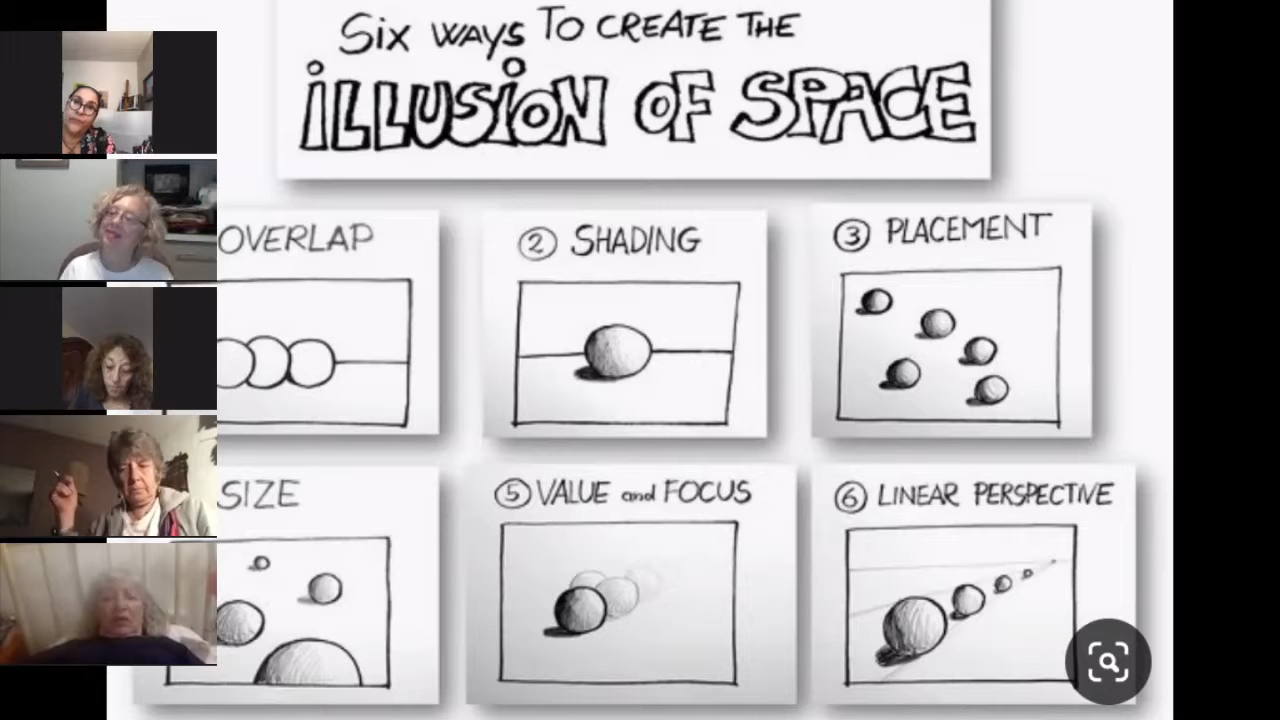 Six WAYS TO CREATE THE
iLLUSiON OF SPACE
OVERLAP
② SHADING
③ PLACEMENT
SIZE
⑤ VALUE and FOCUS
⑥ LINEAR PERSPECTIVE